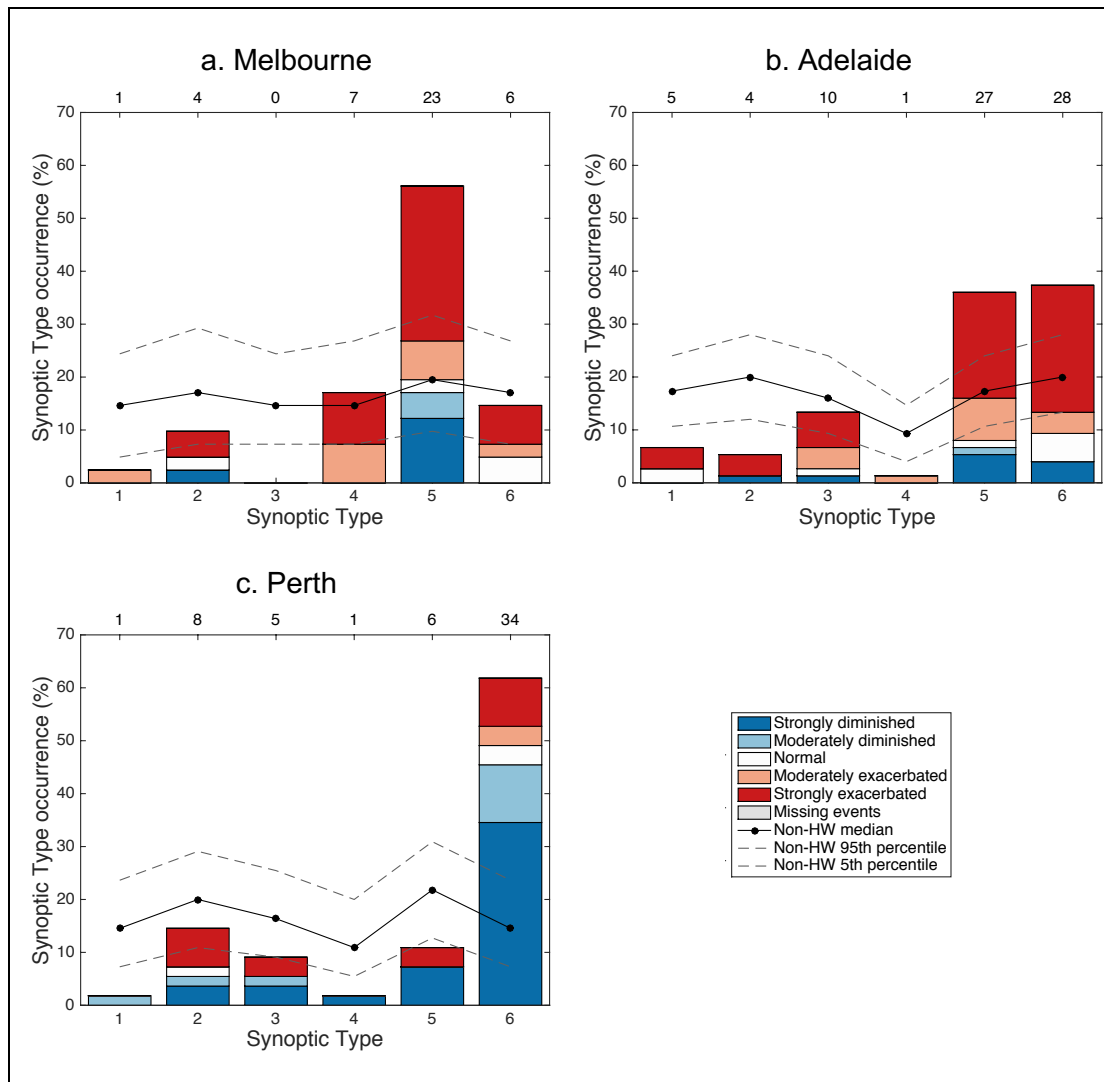 a. Melbourne
1 4 0 7 23 6
70
60
50
40
30
20
10
0
Synoptic Type occurrence (%)
1 2 3 4 5 6
Synoptic Type
b. Adelaide
5 4 10 1 27 28
70
60
50
40
30
20
10
0
Synoptic Type occurrence (%)
1 2 3 4 5 6
Synoptic Type
c. Perth
1 8 5 1 6 34
70
60
50
40
30
20
10
0
Synoptic Type occurrence (%)
1 2 3 4 5 6
Synoptic Type
Strongly diminished
Moderately diminished
Normal
Moderately exacerbated
Strongly exacerbated
Missing events
Non-HW median
Non-HW 95th percentile
Non-HW 5th percentile